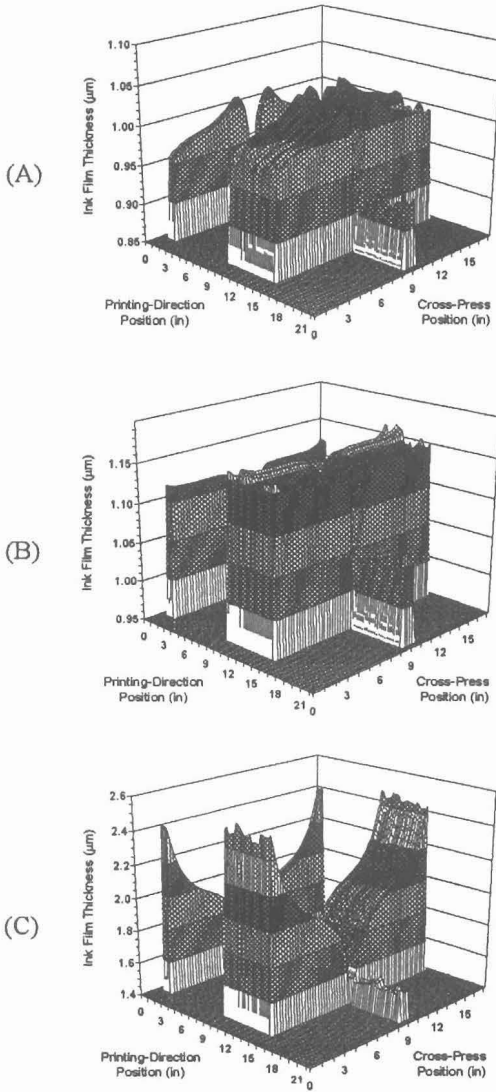 (A)
Ink Film Thickness (µm)
1.10
1.05
1.00
0.95
0.90
0.85
0 3 6 9 12 15 18 21
Printing-Direction
Position (in)
0 3 6 9 12 15
Cross-Press
Position (in)
(B)
Ink Film Thickness (µm)
1.15
1.10
1.05
1.00
0.95
0 3 6 9 12 15 18 21
Printing-Direction
Position (in)
0 3 6 9 12 15
Cross-Press
Position (in)
(C)
Ink Film Thickness (µm)
2.6
2.4
2.2
2.0
1.8
1.6
1.4
0 3 6 9 12 15 18 21
Printing-Direction
Position (in)
0 3 6 9 12 15
Cross-Press
Position (in)